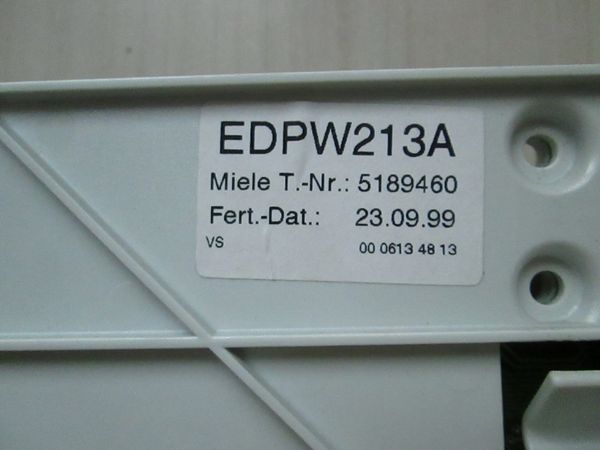 EDPW213A
Miele T.-Nr.: 5189460
Fert.-Dat.: 23.09.99
VS 00 0613 48 13